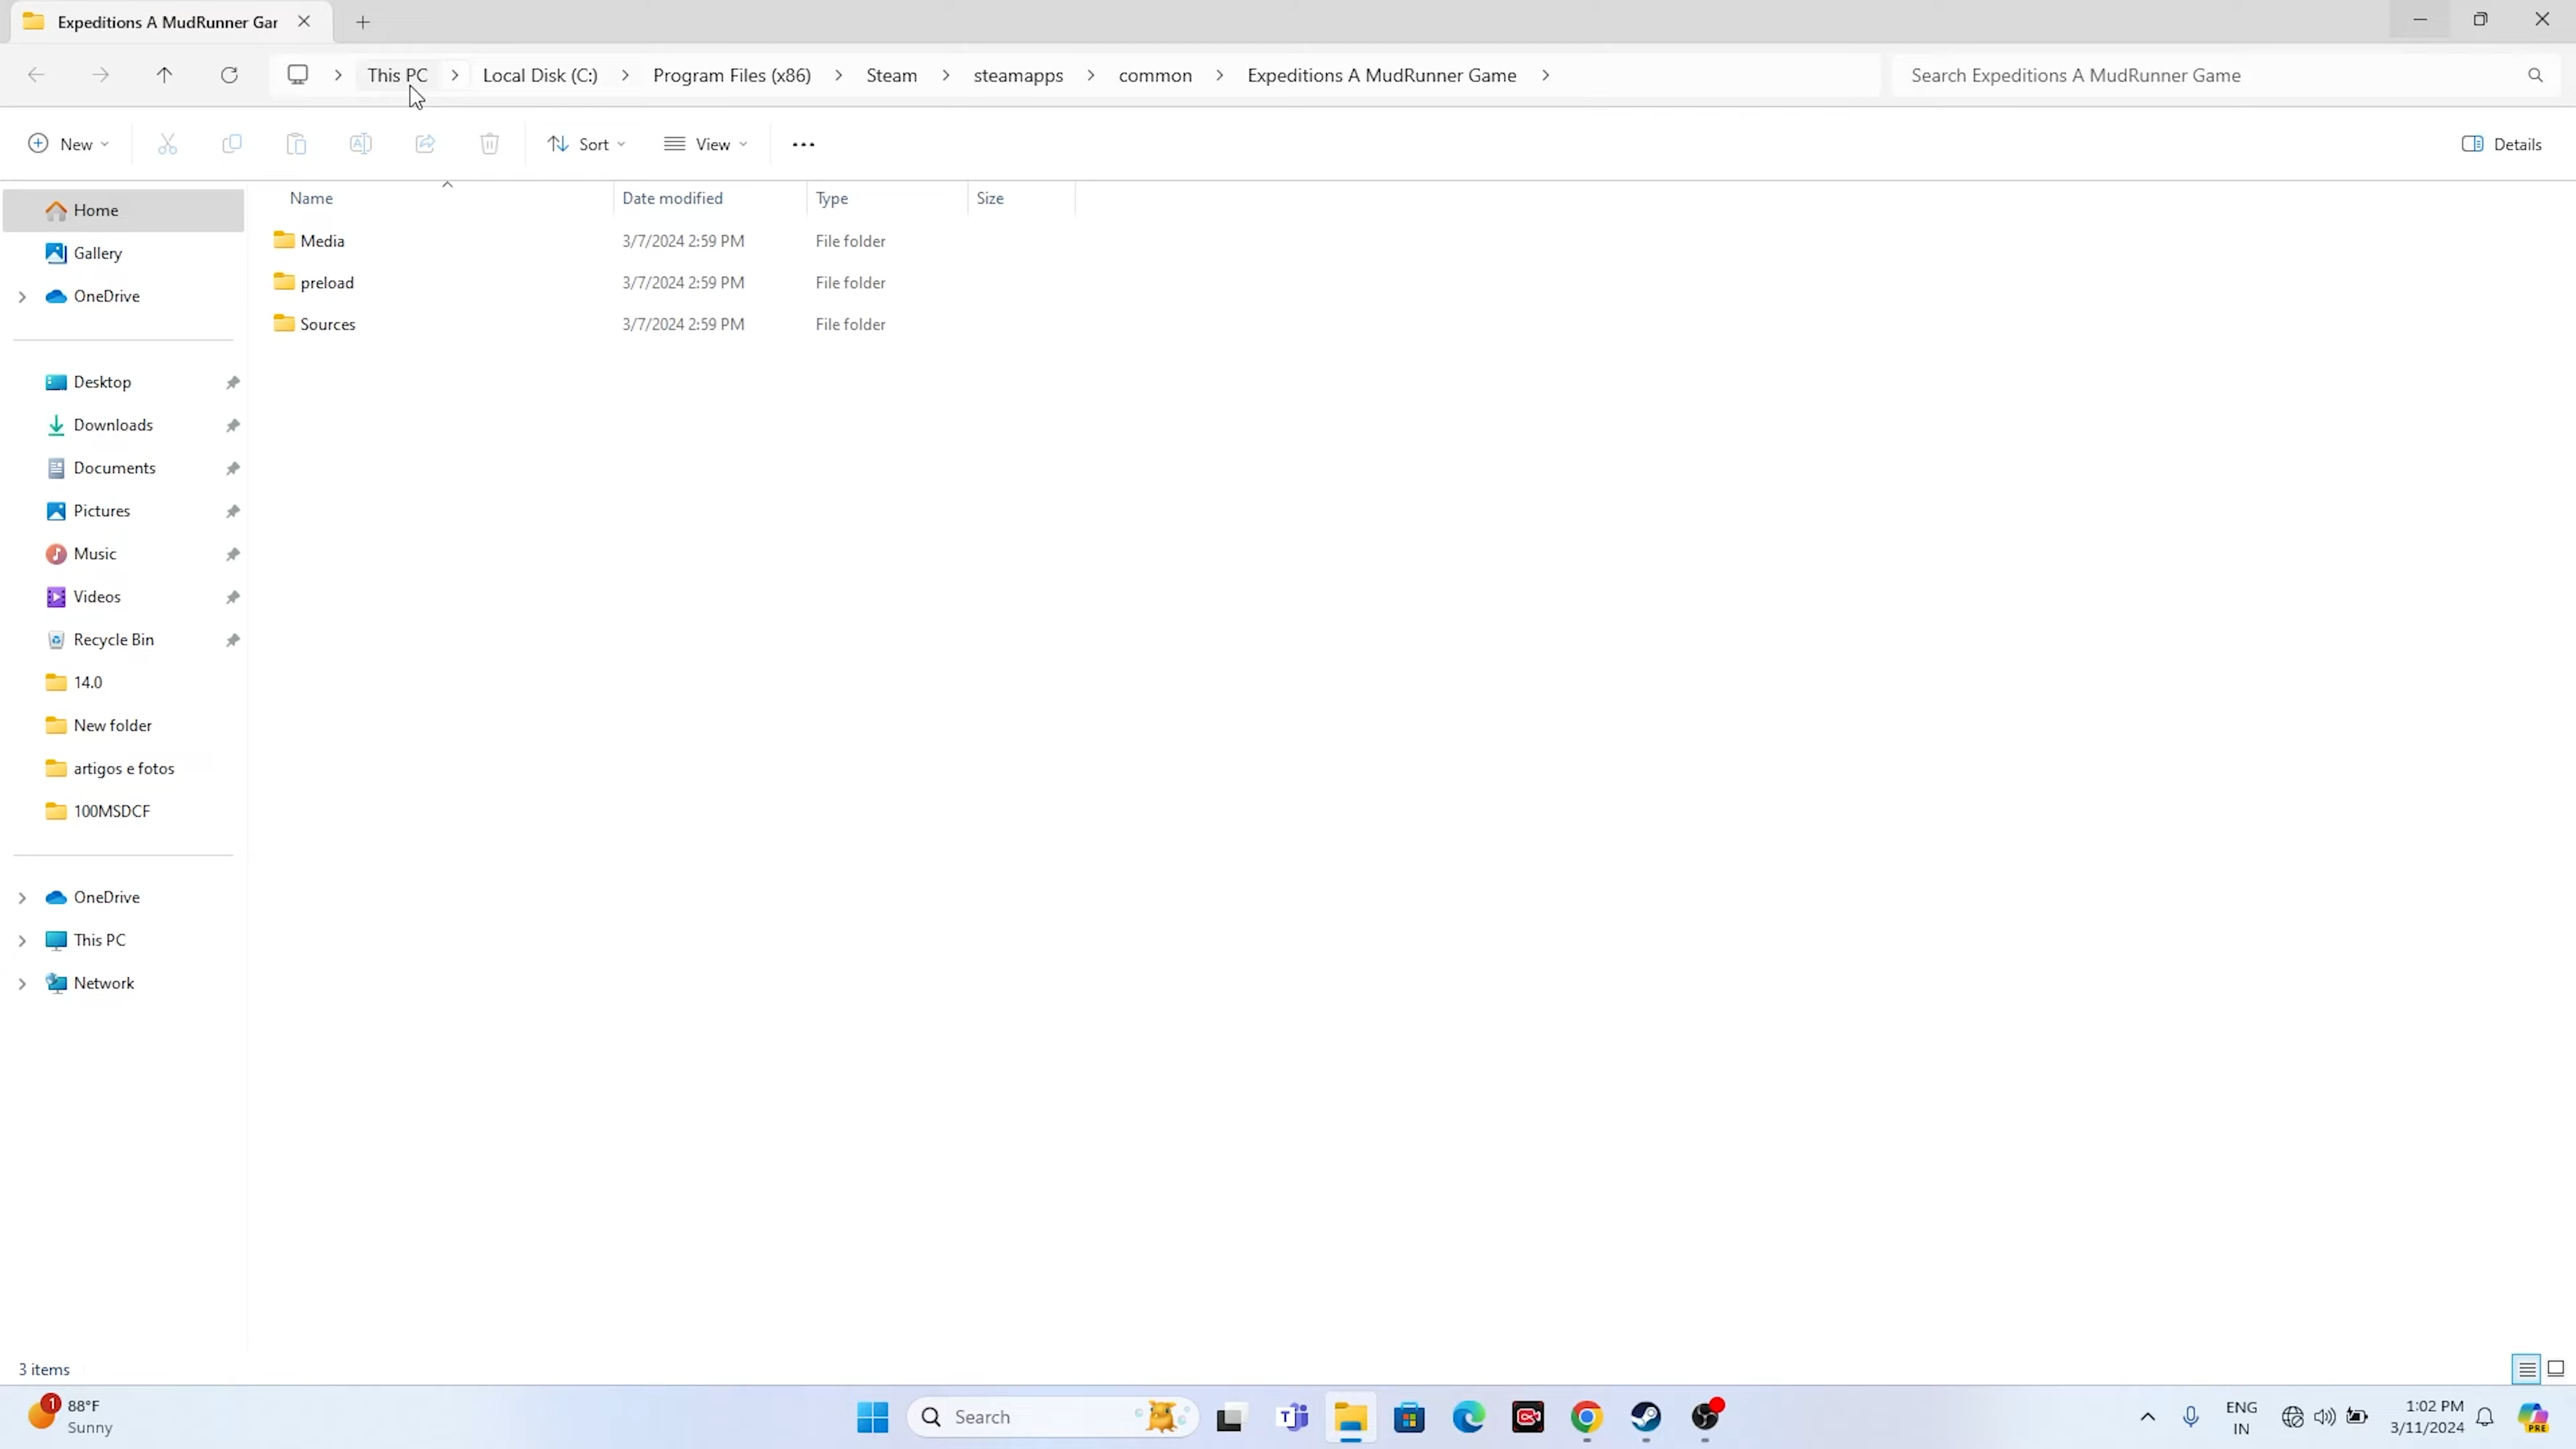 Expeditions A MudRunner Gar
This PC > Local Disk (C:) > Program Files (x86) > Steam > steamapps > common > Expeditions A MudRunner Game >
Search Expeditions A MudRunner Game
New
Sort
View
Details
Name Date modified Type Size
Media 3/7/2024 2:59 PM File folder
preload 3/7/2024 2:59 PM File folder
Sources 3/7/2024 2:59 PM File folder
Home
Gallery
OneDrive
Desktop
Downloads
Documents
Pictures
Music
Videos
Recycle Bin
14.0
New folder
artigos e fotos
100MSDCF
OneDrive
This PC
Network
3 items
1
88°F
Sunny
Search
ENG
IN
1:02 PM
3/11/2024
PRE